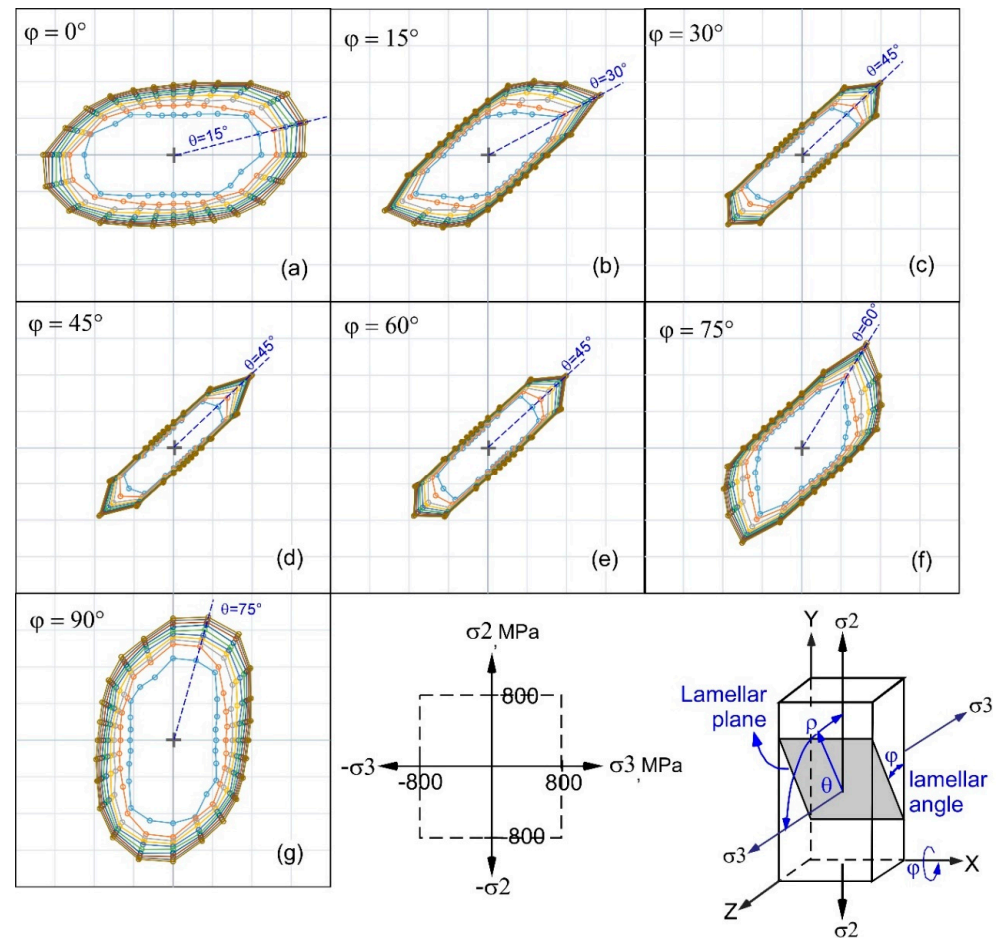 φ = 0°
θ=15°
(a)
φ = 15°
θ=30°
(b)
φ = 30°
θ=45°
(c)
φ = 45°
θ=45°
(d)
φ = 60°
θ=45°
(e)
φ = 75°
θ=60°
(f)
φ = 90°
θ=75°
(g)
σ2, MPa
800
-σ3
-800
800
σ3, MPa
-800
-σ2
Y
σ2
Lamellar
plane
ρ
σ3
φ
θ
lamellar
angle
σ3
X
φ
Z
σ2